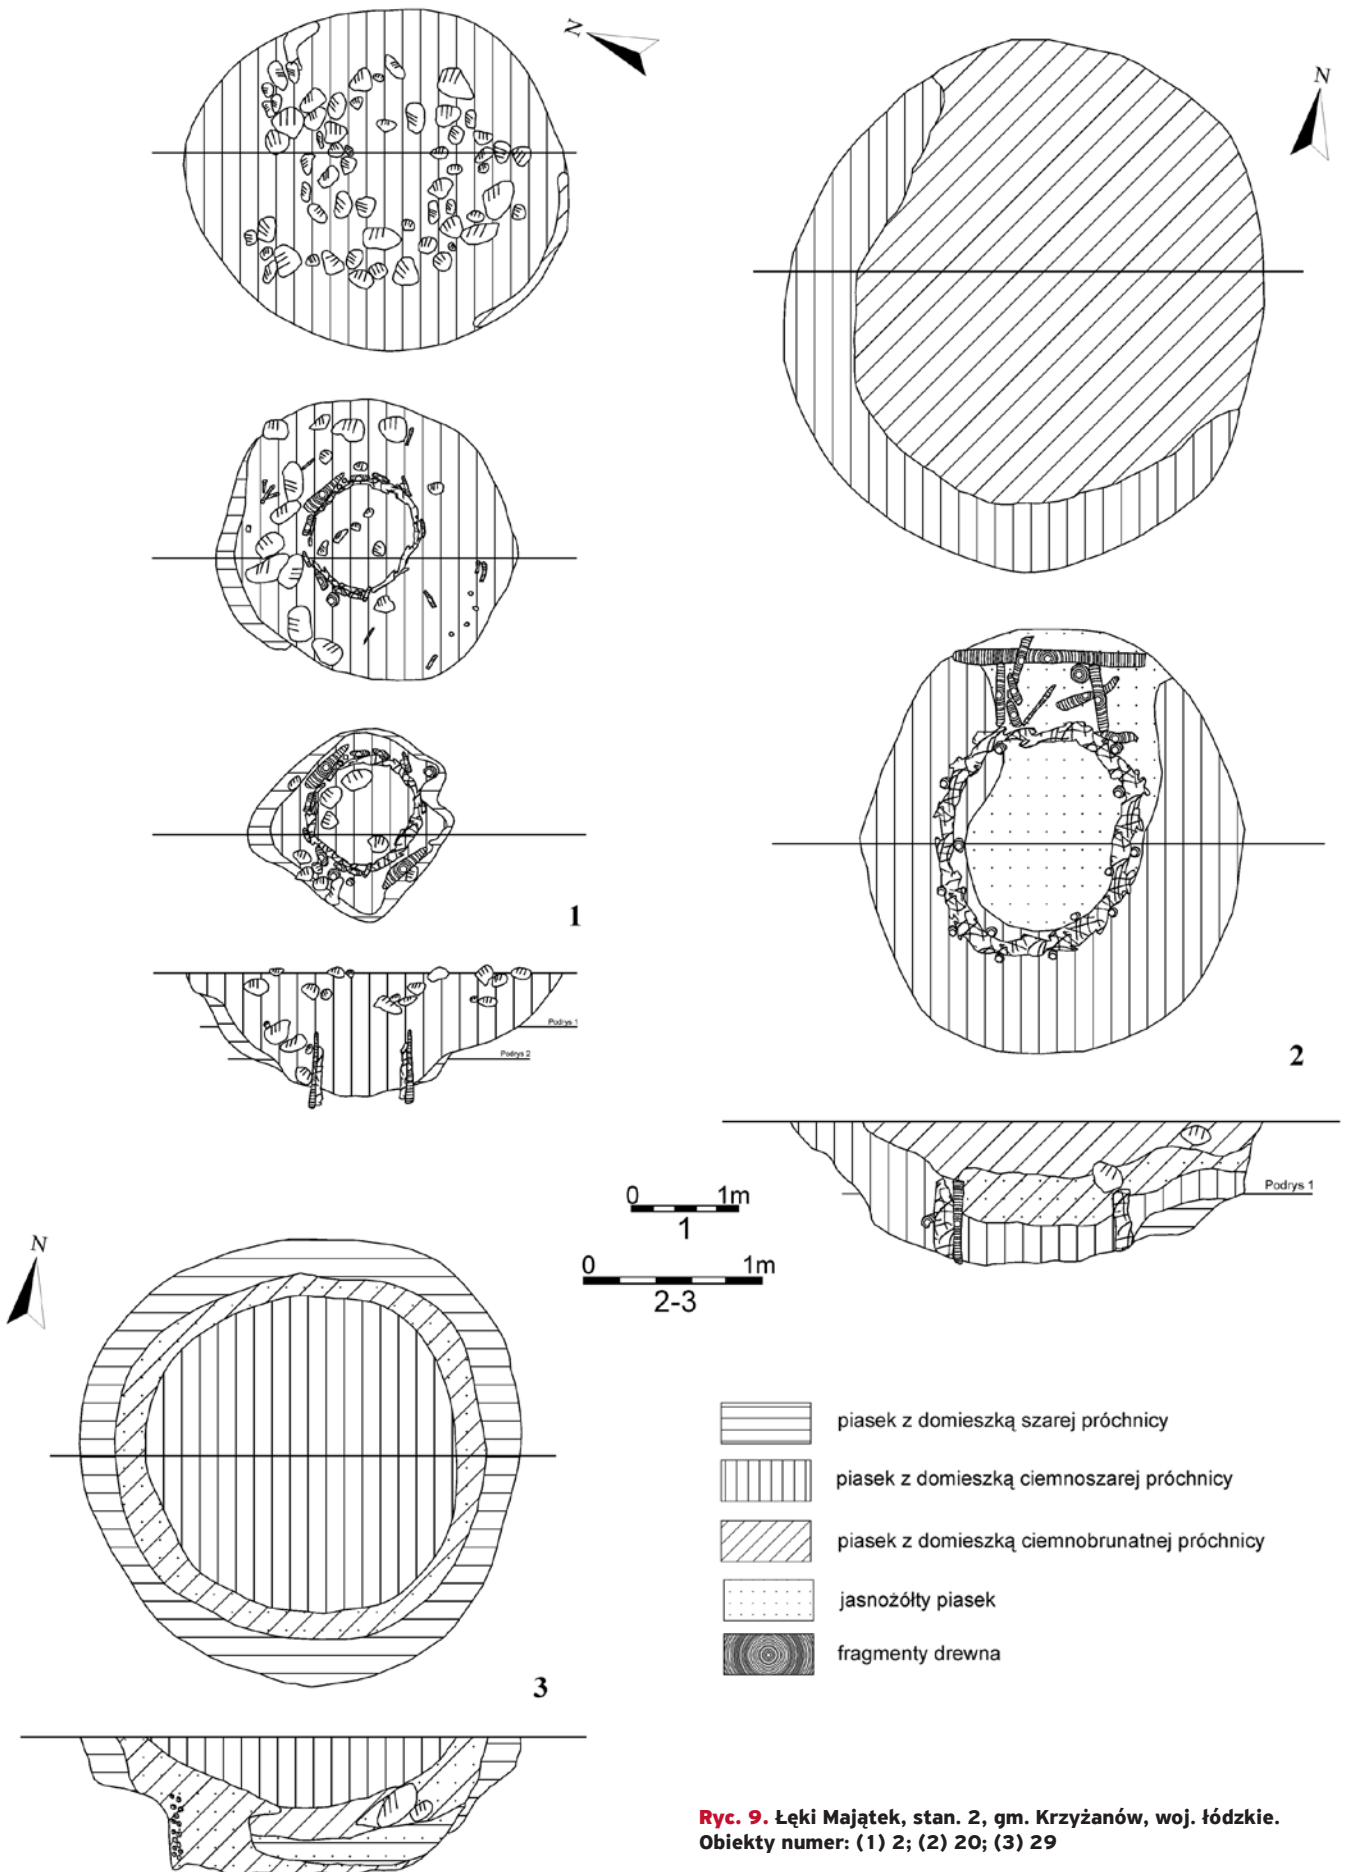 N
N
1
Podrys 1
Podrys 2
2
Podrys 1
0 1m
1
0 1m
2-3
N
3
piasek z domieszką szarej próchnicy
piasek z domieszką ciemnoszarej próchnicy
piasek z domieszką ciemnobrunatnej próchnicy
jasnożółty piasek
fragmenty drewna
Ryc. 9. Łęki Majątek, stan. 2, gm. Krzyżanów, woj. łódzkie.
Obiekty numer: (1) 2; (2) 20; (3) 29